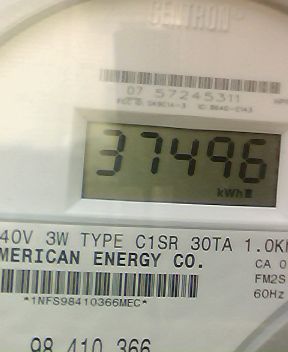 CENTRON
07 57245311
37496
kWh
40V 3W TYPE C1SR 30TA 1.0K
MERICAN ENERGY CO.
CA 0
FM2S
60Hz
*1NFS98410366MEC*
98 410 366